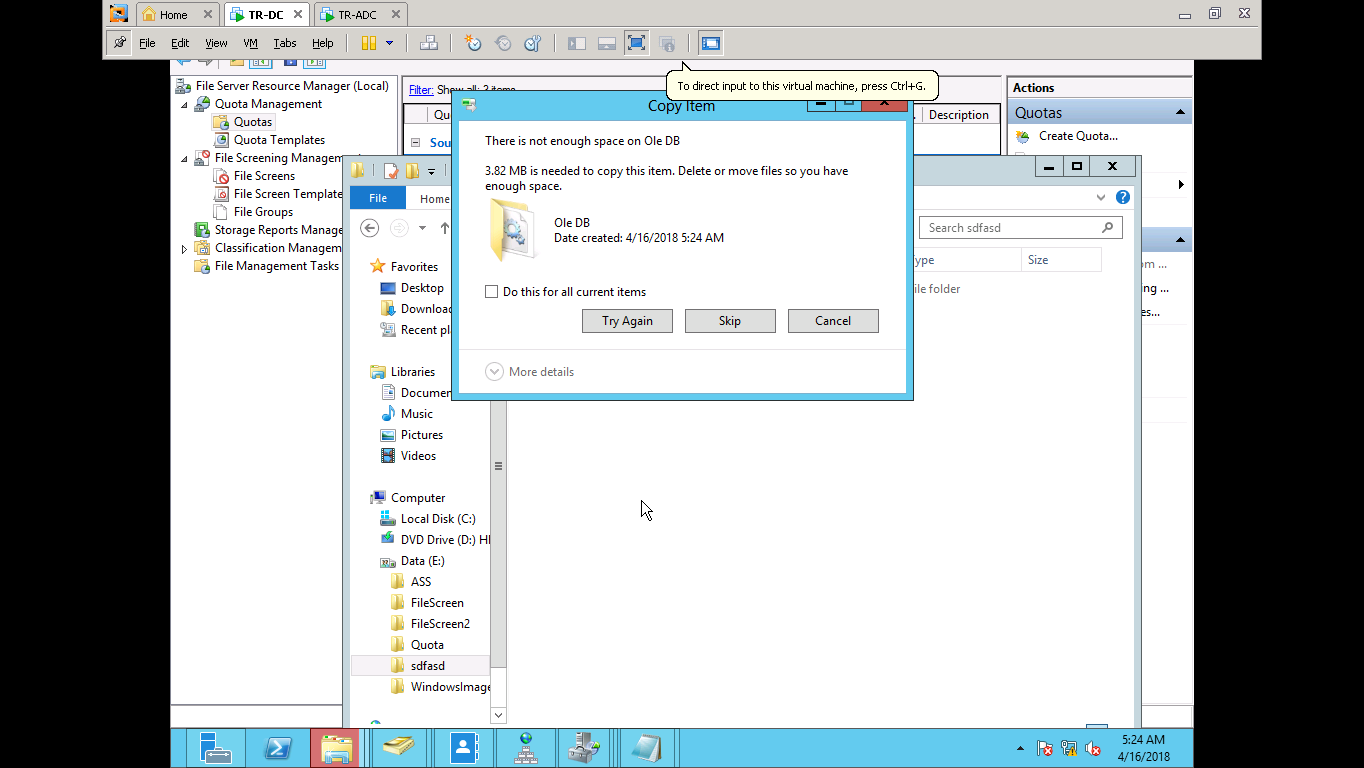 Home
TR-DC
TR-ADC
File Edit View VM Tabs Help
To direct input to this virtual machine, press Ctrl+G.
File Server Resource Manager (Local)
Quota Management
Quotas
Quota Templates
File Screening Managem
File Screens
File Screen Template
File Groups
Storage Reports Manage
Classification Managem
File Management Tasks
Filter:
Description
Actions
Quotas
Create Quota...
Copy Item
There is not enough space on Ole DB
3.82 MB is needed to copy this item. Delete or move files so you have
enough space.
Ole DB
Date created: 4/16/2018 5:24 AM
Do this for all current items
Try Again Skip Cancel
More details
File Home
Search sdfasd
ype Size
ile folder
Favorites
Desktop
Downloa
Recent pl
Libraries
Documen
Music
Pictures
Videos
Computer
Local Disk (C:)
DVD Drive (D:) H
Data (E:)
ASS
FileScreen
FileScreen2
Quota
sdfasd
WindowsImage
5:24 AM
4/16/2018